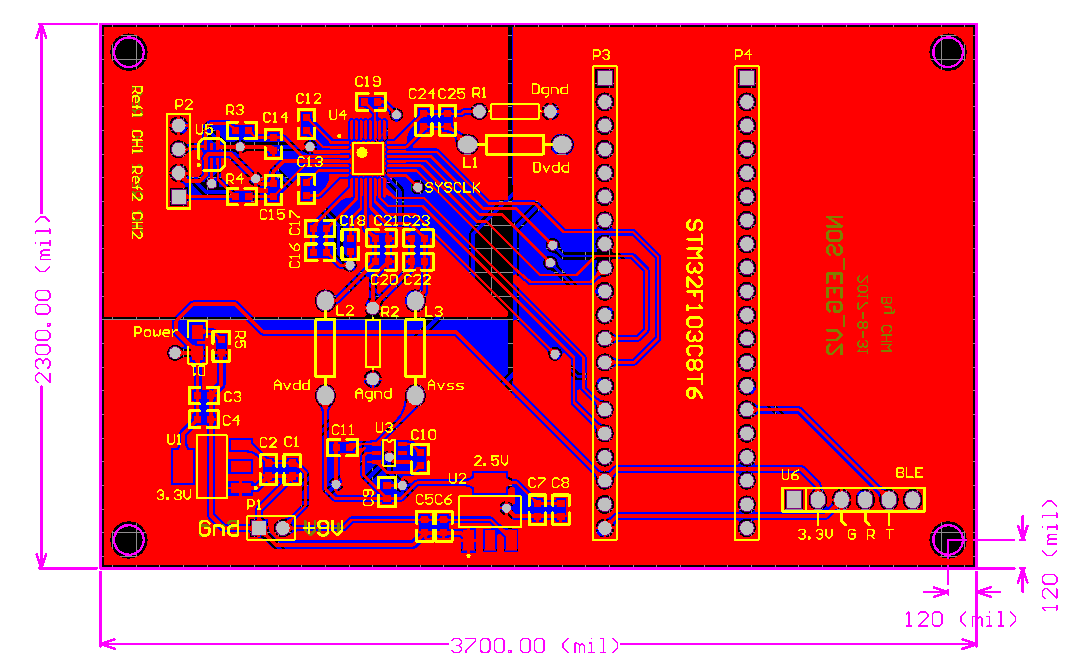 P3
P4
C19
C24
C25
R1
Dgnd
Ref1 CH1 Ref2 CH2
P2
R3
C12
U4
C14
U5
L1
Dvdd
C13
R4
SYSCLK
C15
C17
C18
C21
C23
C16
C20
C22
STM32F103C8T6
NOS_EEG_V2
2017-8-31
By CHM
2300.00 (mil)
Power
L2
R2
L3
R5
D1
Avdd
Agnd
Avss
C3
C4
U1
C2
C1
C11
U3
C10
3.3V
2.5V
U2
C9
C7
C8
U6
BLE
P1
C5
C6
Gnd
+9V
3.3V
G
R
T
120 (mil)
120 (mil)
3700.00 (mil)